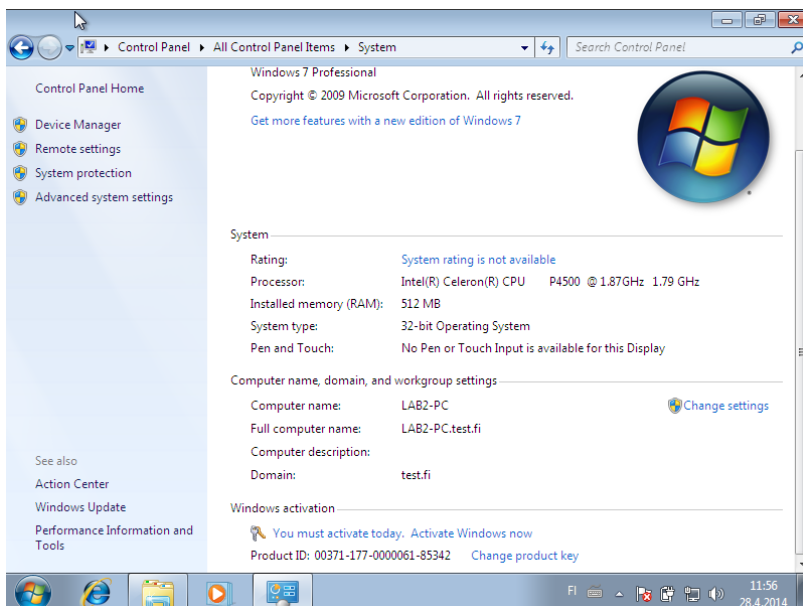 Control Panel ▸ All Control Panel Items ▸ System
Search Control Panel
Control Panel Home
Device Manager
Remote settings
System protection
Advanced system settings
See also
Action Center
Windows Update
Performance Information and
Tools
Windows 7 Professional
Copyright © 2009 Microsoft Corporation. All rights reserved.
Get more features with a new edition of Windows 7
System
Rating: System rating is not available
Processor: Intel(R) Celeron(R) CPU P4500 @ 1.87GHz 1.79 GHz
Installed memory (RAM): 512 MB
System type: 32-bit Operating System
Pen and Touch: No Pen or Touch Input is available for this Display
Computer name, domain, and workgroup settings
Computer name: LAB2-PC Change settings
Full computer name: LAB2-PC.test.fi
Computer description:
Domain: test.fi
Windows activation
You must activate today. Activate Windows now
Product ID: 00371-177-0000061-85342 Change product key
FI 11:56
28.4.2014